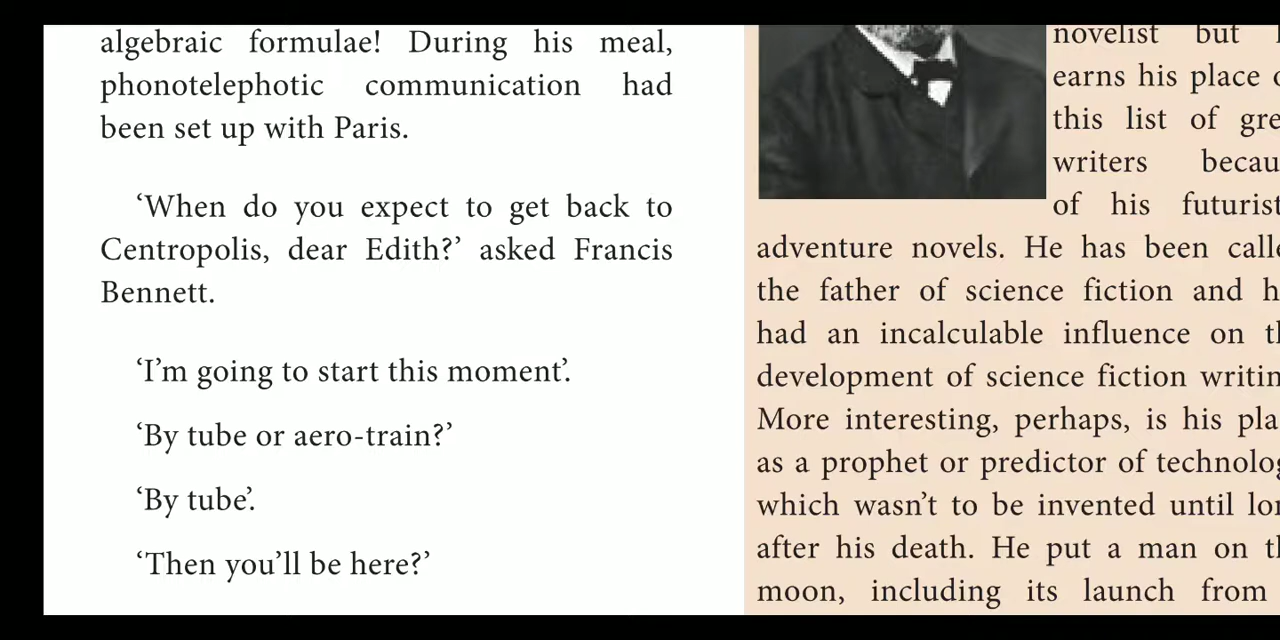 algebraic formulae! During his meal,
phonotelephotic communication had
been set up with Paris.
‘When do you expect to get back to
Centropolis, dear Edith?’ asked Francis
Bennett.
‘I’m going to start this moment’.
‘By tube or aero-train?’
‘By tube’.
‘Then you’ll be here?’
novelist but
earns his place
this list of
writers
of his
adventure novels. He has been
the father of science fiction and
had an incalculable influence on
development of science fiction
More interesting, perhaps, is his
as a prophet or predictor of
which wasn’t to be invented until
after his death. He put a man on
moon, including its launch from